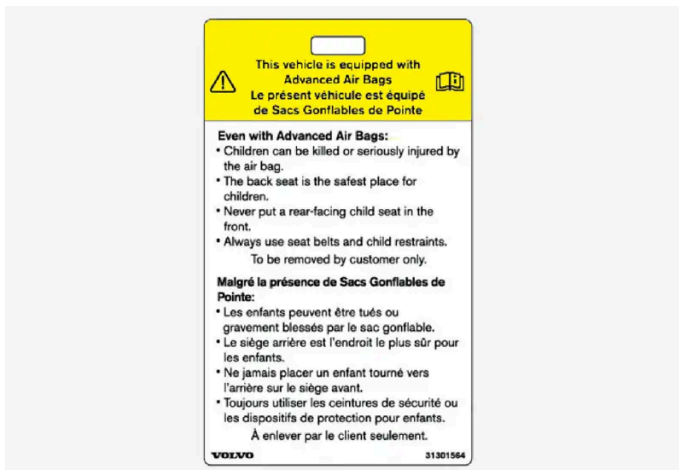 This vehicle is equipped with
Advanced Air Bags
Le présent véhicule est équipé
de Sacs Gonflables de Pointe
Even with Advanced Air Bags:
• Children can be killed or seriously injured by
the air bag.
• The back seat is the safest place for
children.
• Never put a rear-facing child seat in the
front.
• Always use seat belts and child restraints.
To be removed by customer only.
Malgré la présence de Sacs Gonflables de
Pointe:
• Les enfants peuvent être tués ou
gravement blessés par le sac gonflable.
• Le siège arrière est l'endroit le plus sûr pour
les enfants.
• Ne jamais placer un enfant tourné vers
l'arrière sur le siège avant.
• Toujours utiliser les ceintures de sécurité ou
les dispositifs de protection pour enfants.
À enlever par le client seulement.
VOLVO 31301564